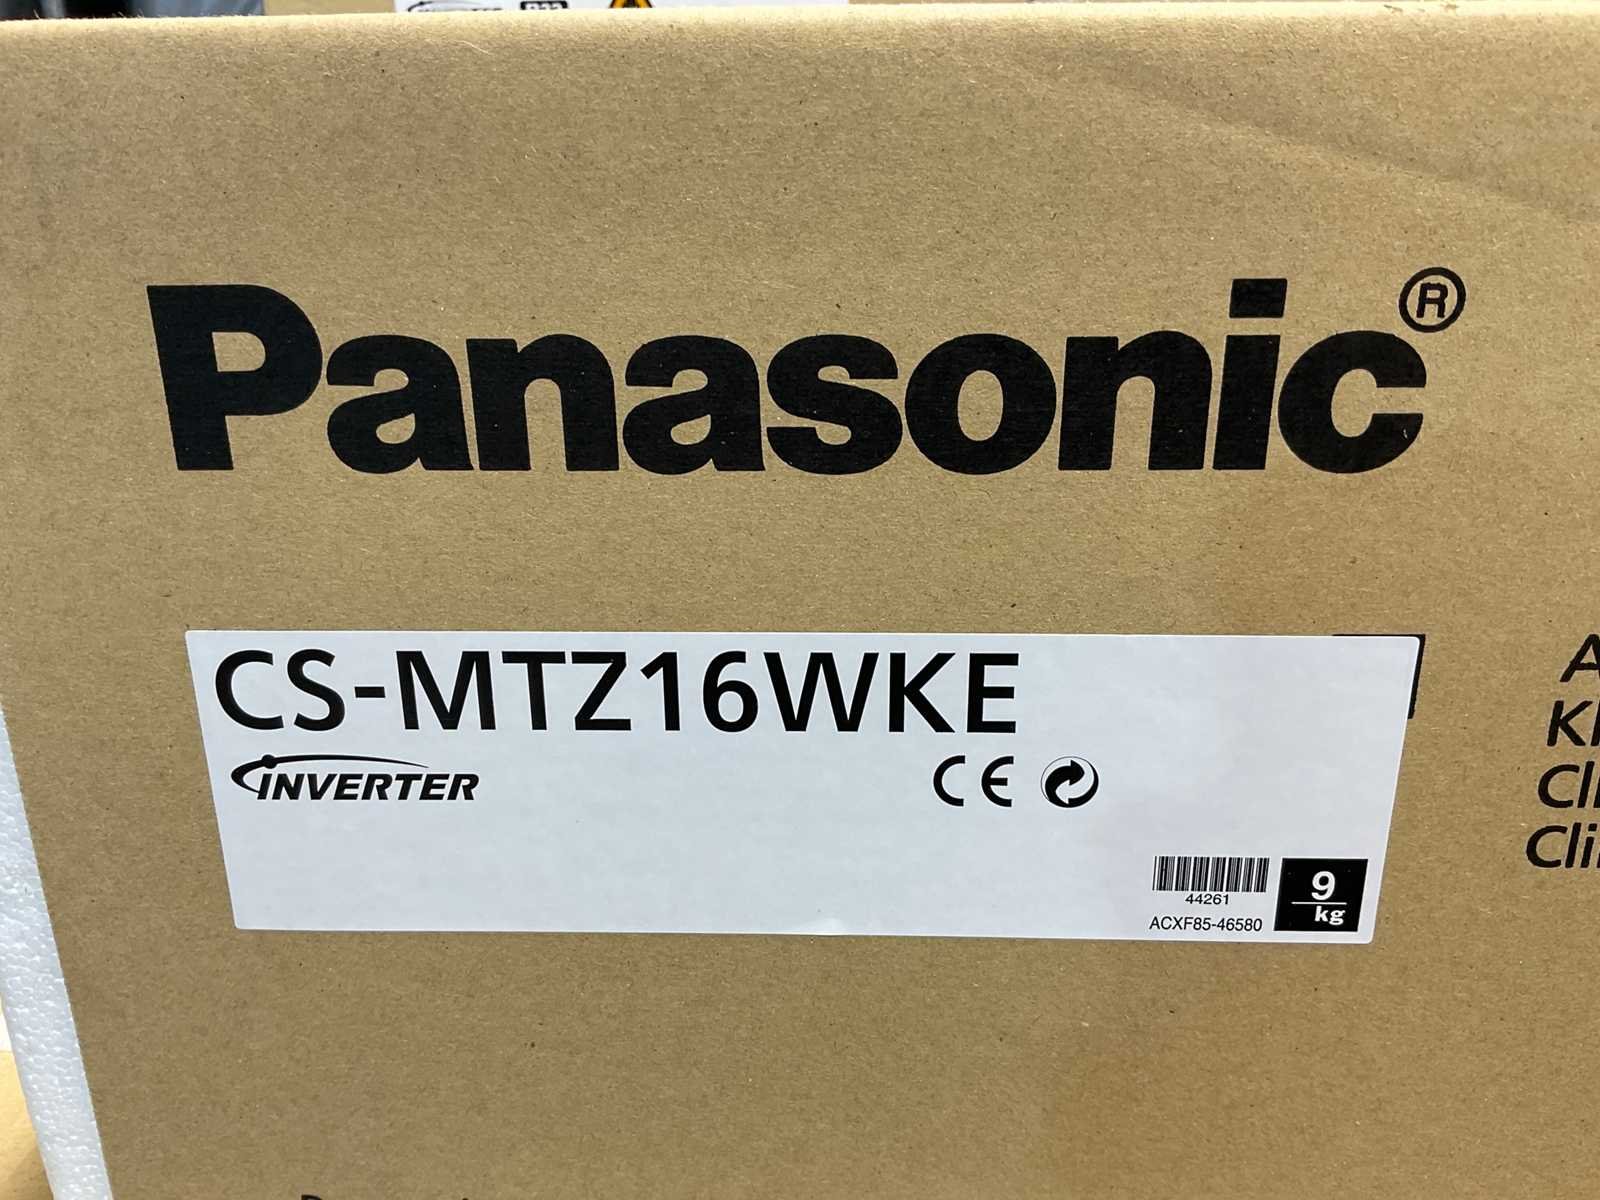 Panasonic®
CS-MTZ16WKE
INVERTER
CE
44261
9
kg
ACXF85-46580